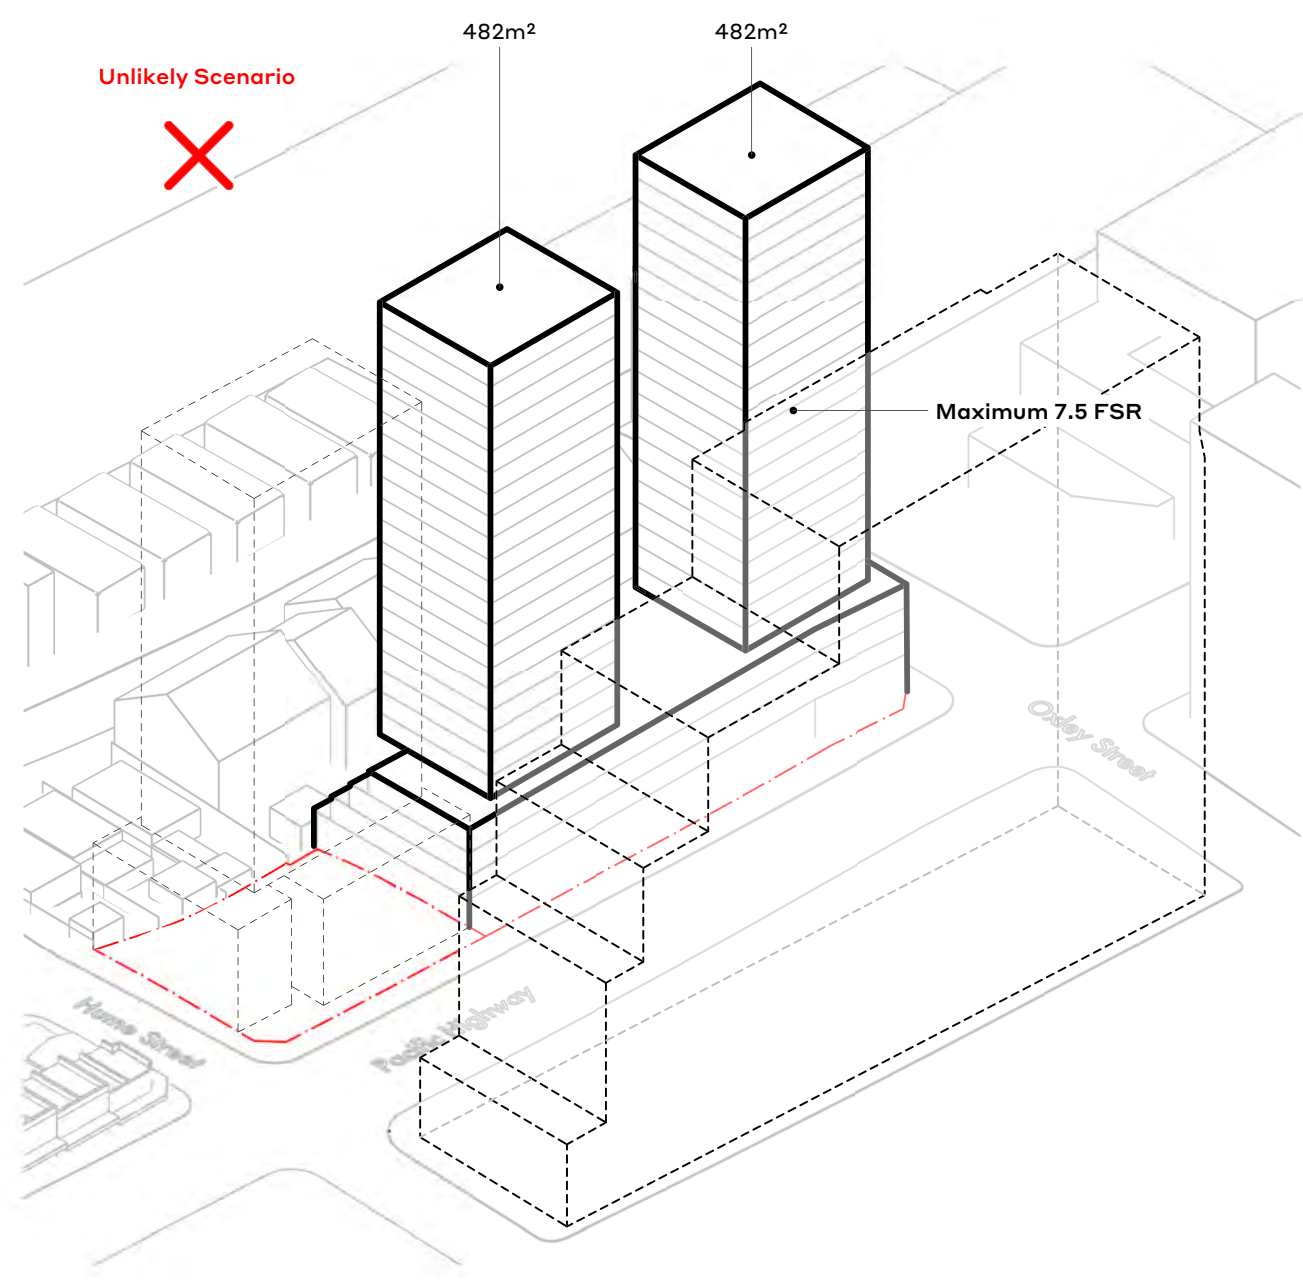 482m²
482m²
Unlikely Scenario
Maximum 7.5 FSR
Oxley Street
Pacific Highway
Hume Street